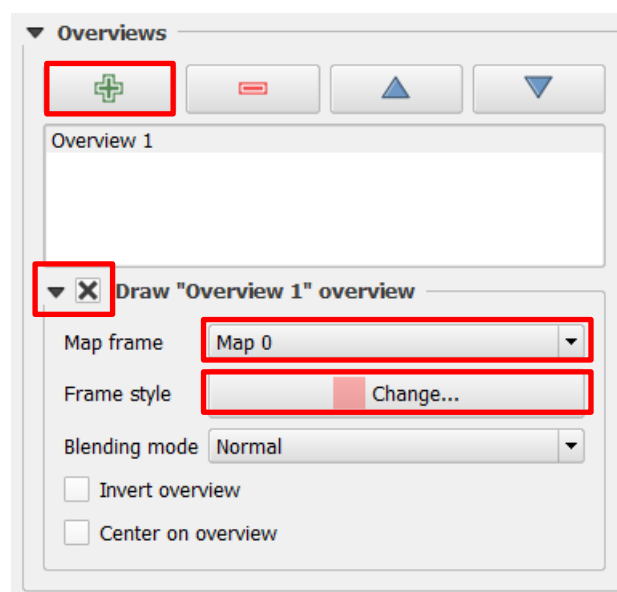 Overviews
Overview 1
Draw "Overview 1" overview
Map frame Map 0
Frame style Change...
Blending mode Normal
Invert overview
Center on overview